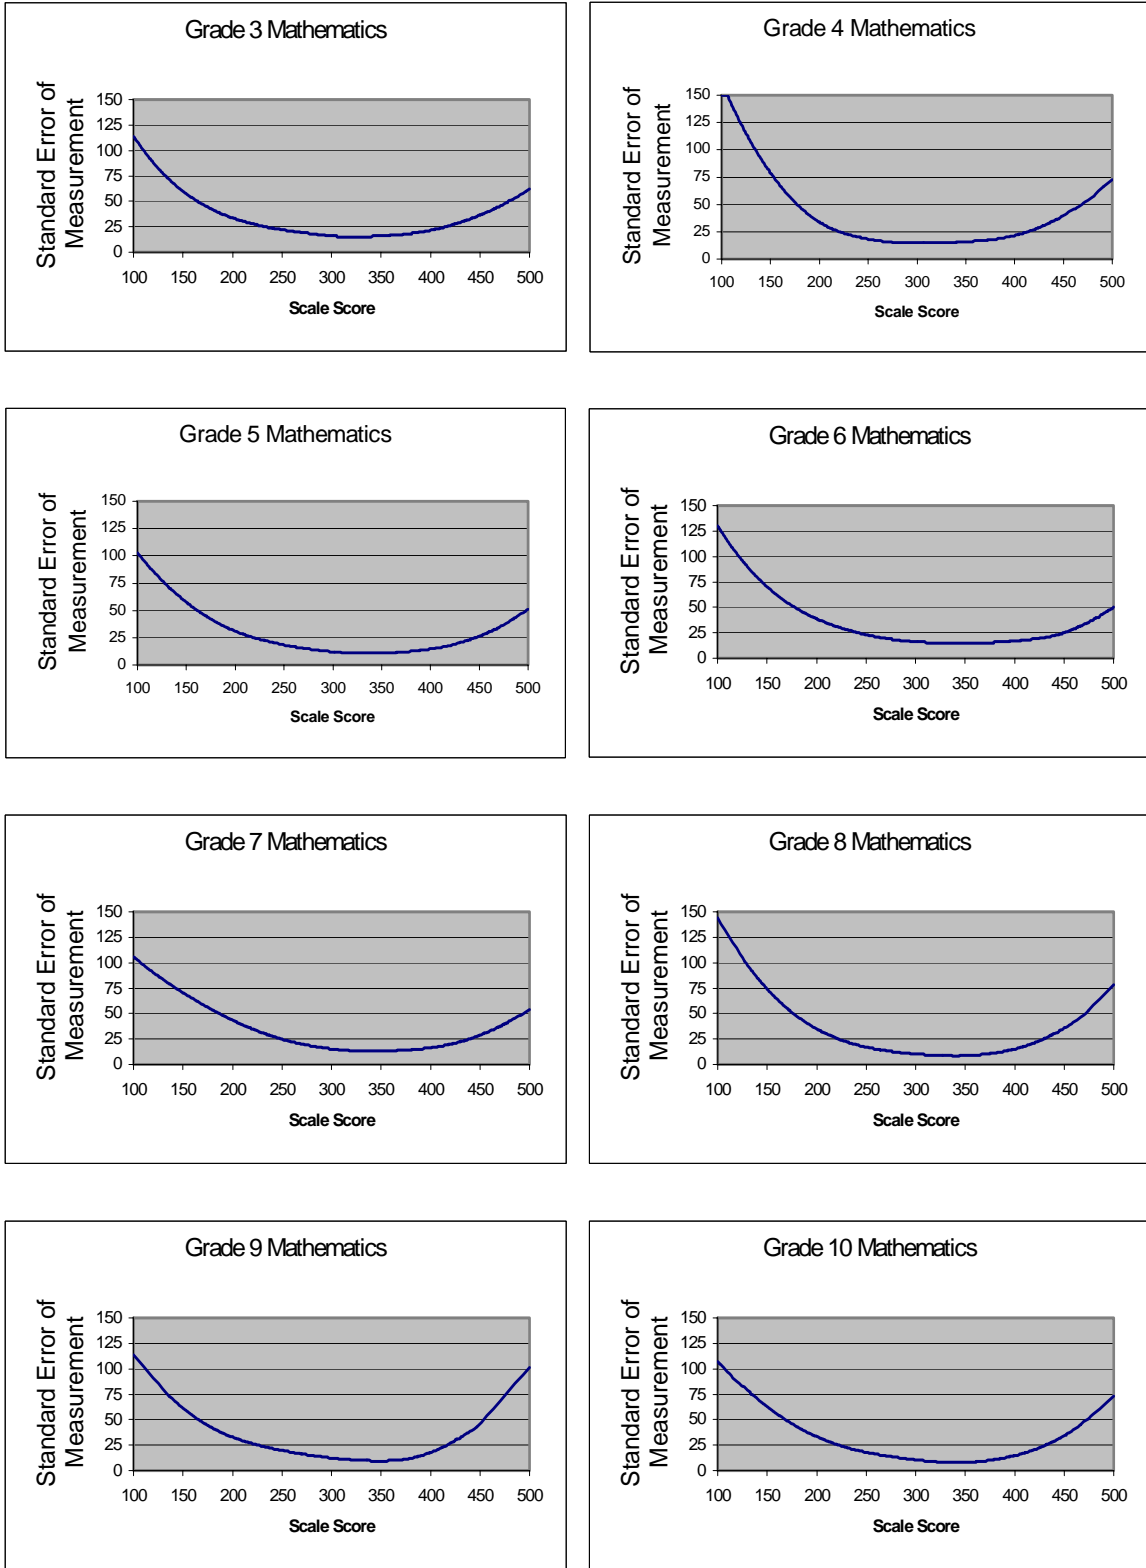 Grade 3 Mathematics
Standard Error of
Measurement
150
125
100
75
50
25
0
100 150 200 250 300 350 400 450 500
Scale Score
Grade 4 Mathematics
Standard Error of
Measurement
150
125
100
75
50
25
0
100 150 200 250 300 350 400 450 500
Scale Score
Grade 5 Mathematics
Standard Error of
Measurement
150
125
100
75
50
25
0
100 150 200 250 300 350 400 450 500
Scale Score
Grade 6 Mathematics
Standard Error of
Measurement
150
125
100
75
50
25
0
100 150 200 250 300 350 400 450 500
Scale Score
Grade 7 Mathematics
Standard Error of
Measurement
150
125
100
75
50
25
0
100 150 200 250 300 350 400 450 500
Scale Score
Grade 8 Mathematics
Standard Error of
Measurement
150
125
100
75
50
25
0
100 150 200 250 300 350 400 450 500
Scale Score
Grade 9 Mathematics
Standard Error of
Measurement
150
125
100
75
50
25
0
100 150 200 250 300 350 400 450 500
Scale Score
Grade 10 Mathematics
Standard Error of
Measurement
150
125
100
75
50
25
0
100 150 200 250 300 350 400 450 500
Scale Score